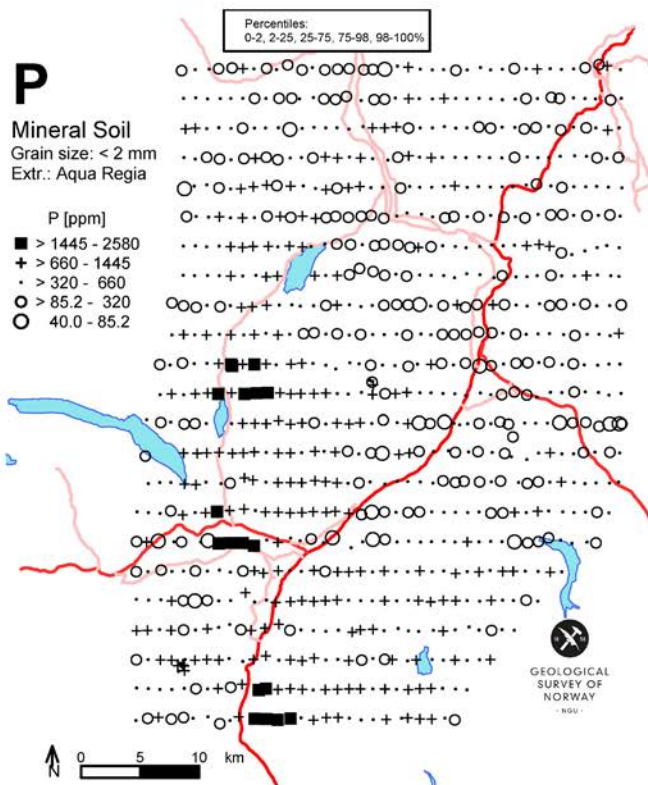 Percentiles:
0-2, 2-25, 25-75, 75-98, 98-100%
P
Mineral Soil
Grain size: < 2 mm
Extr.: Aqua Regia
P [ppm]
> 1445 - 2580
> 660 - 1445
> 320 - 660
> 85.2 - 320
40.0 - 85.2
GEOLOGICAL
SURVEY OF
NORWAY
- NGU -
N
0 5 10 km